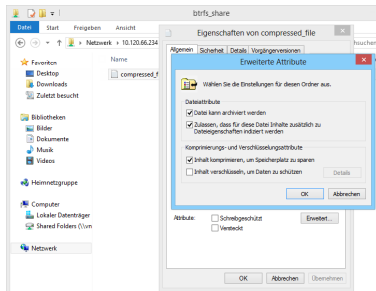 btrfs_share
Datei Start Freigeben Ansicht
Netzwerk ▸ 10.120.66.234
Favoriten
Desktop
Downloads
Zuletzt besucht
Bibliotheken
Bilder
Dokumente
Musik
Videos
Heimnetzgruppe
Computer
Lokaler Datenträger
Shared Folders (\\vm
Netzwerk
Name
compressed_f
Eigenschaften von compressed_file
Allgemein Sicherheit Details Vorgängerversionen
Erweiterte Attribute
Wählen Sie die Einstellungen für diesen Ordner aus.
Dateiattribute
Datei kann archiviert werden
Zulassen, dass für diese Datei Inhalte zusätzlich zu
Dateieigenschaften indiziert werden
Komprimierungs- und Verschlüsselungsattribute
Inhalt komprimieren, um Speicherplatz zu sparen
Inhalt verschlüsseln, um Daten zu schützen
Details
OK Abbrechen
Attribute:
Schreibgeschützt
Versteckt
Erweitert...
OK Abbrechen Übernehmen